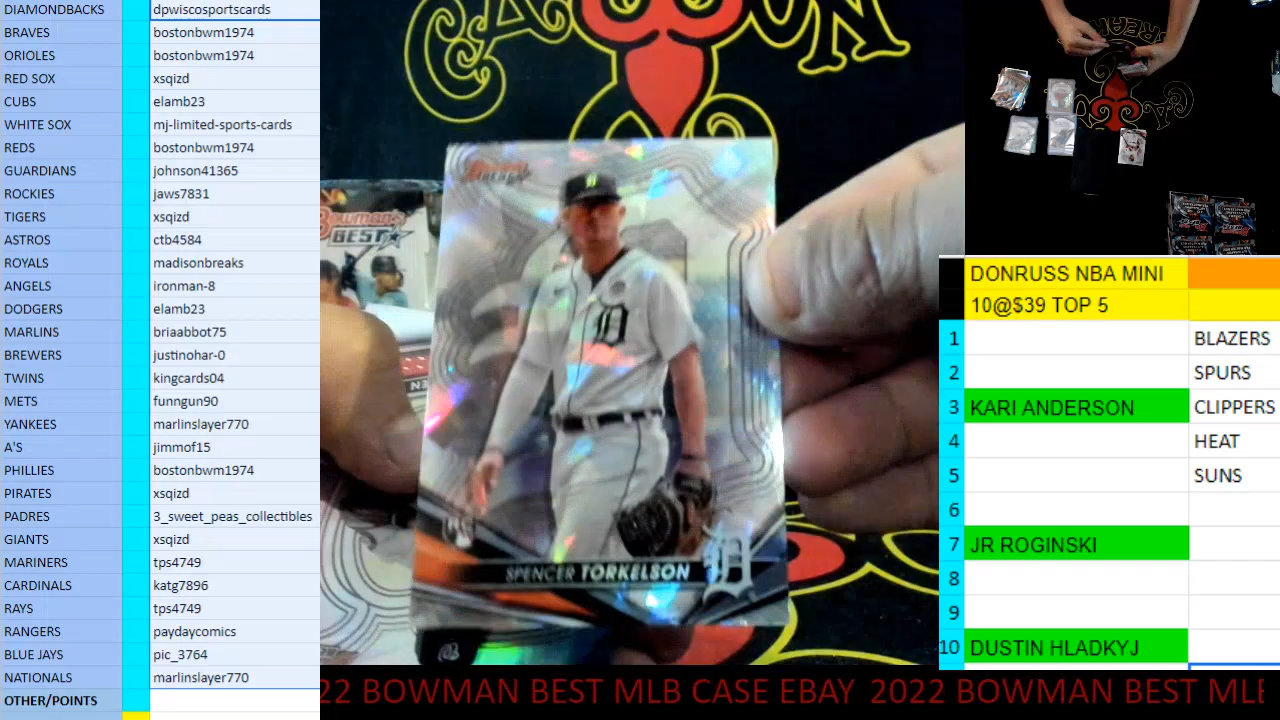 DIAMONDBACKS dpwiscosportscards
BRAVES bostonbwm1974
ORIOLES bostonbwm1974
RED SOX xsqizd
CUBS elamb23
WHITE SOX mj-limited-sports-cards
REDS bostonbwm1974
GUARDIANS johnson41365
ROCKIES jaws7831
TIGERS xsqizd
ASTROS ctb4584
ROYALS madisonbreaks
ANGELS ironman-8
DODGERS elamb23
MARLINS briaabbot75
BREWERS justinohar-0
TWINS kingcards04
METS funngun90
YANKEES marlinslayer770
A'S jimmof15
PHILLIES bostonbwm1974
PIRATES xsqizd
PADRES 3_sweet_peas_collectibles
GIANTS xsqizd
MARINERS tps4749
CARDINALS katg7896
RAYS tps4749
RANGERS paydaycomics
BLUE JAYS pic_3764
NATIONALS marlinslayer770
OTHER/POINTS
Bowman's
BEST
D
SPENCER TORKELSON
D
DONRUSS NBA MINI
10@$39 TOP 5
1 BLAZERS
2 SPURS
3 KARI ANDERSON CLIPPERS
4 HEAT
5 SUNS
6
7 JR ROGINSKI
8
9
10 DUSTIN HLADKYJ
22 BOWMAN BEST MLB CASE EBAY 2022 BOWMAN BEST MLB